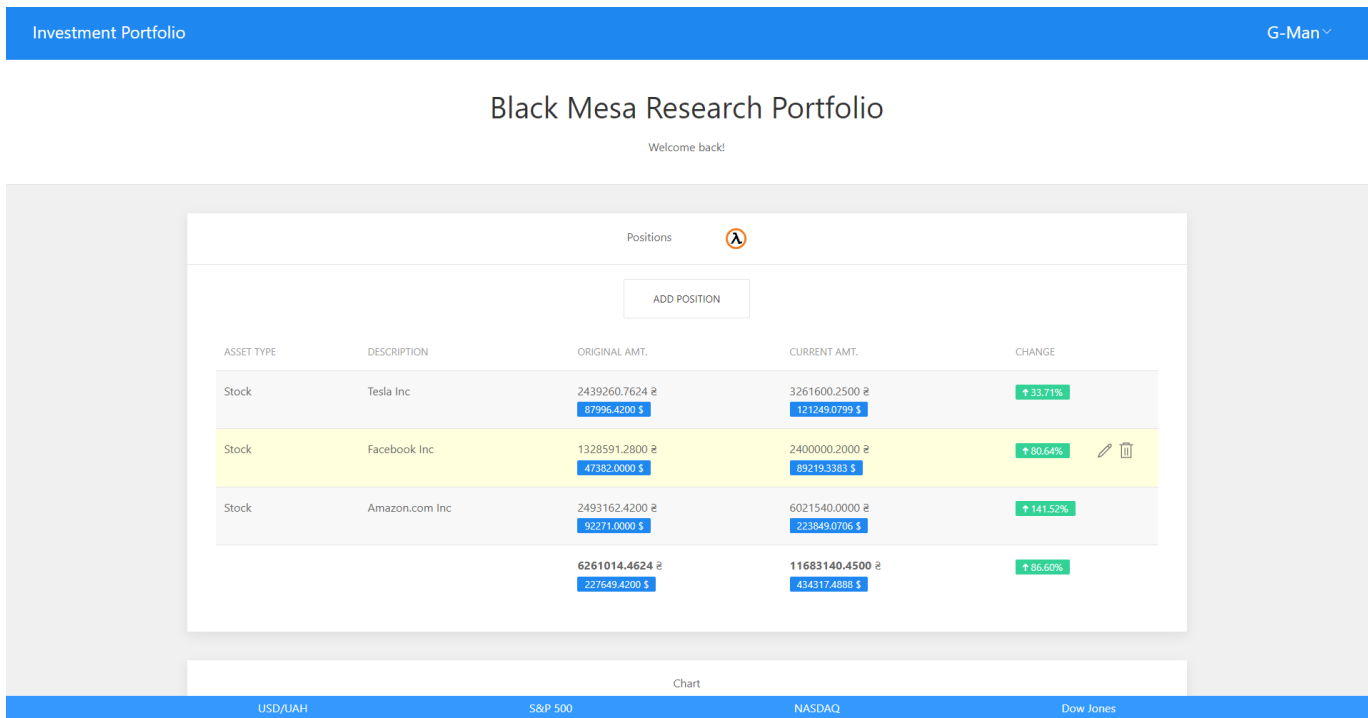 Investment Portfolio G-Man
Black Mesa Research Portfolio
Welcome back!
Positions λ
ADD POSITION
ASSET TYPE DESCRIPTION ORIGINAL AMT. CURRENT AMT. CHANGE
Stock Tesla Inc 2439260.7624 ₴ 3261600.2500 ₴ ↑ 33.71%
87996.4200 $ 121249.0799 $
Stock Facebook Inc 1328591.2800 ₴ 2400000.2000 ₴ ↑ 80.64%
47382.0000 $ 89219.3383 $
Stock Amazon.com Inc 2493162.4200 ₴ 6021540.0000 ₴ ↑ 141.52%
92271.0000 $ 223849.0706 $
6261014.4624 ₴ 11683140.4500 ₴ ↑ 86.60%
227649.4200 $ 434317.4888 $
Chart
USD/UAH S&P 500 NASDAQ Dow Jones